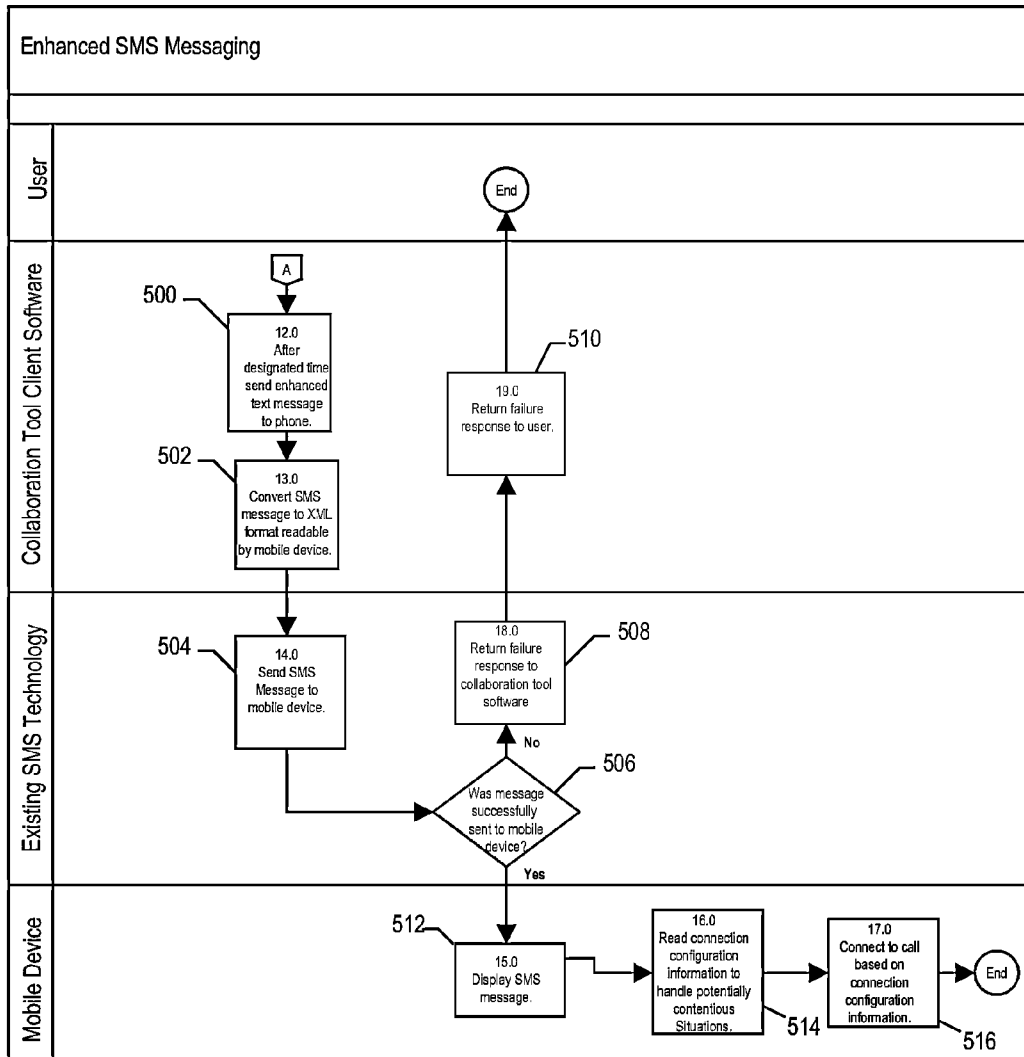 Enhanced SMS Messaging
User
End
Collaboration Tool Client Software
A
500
12.0
After
designated time
send enhanced
text message
to phone.
502
13.0
Convert SMS
message to XML
format readable
by mobile device.
510
19.0
Return failure
response to user.
Existing SMS Technology
504
14.0
Send SMS
Message to
mobile device.
508
18.0
Return failure
response to
collaboration tool
software
No
506
Was message
successfully
sent to mobile
device?
Yes
Mobile Device
512
15.0
Display SMS
message.
16.0
Read connection
configuration
information to
handle potentially
contentious
Situations.
514
17.0
Connect to call
based on
connection
configuration
information.
516
End